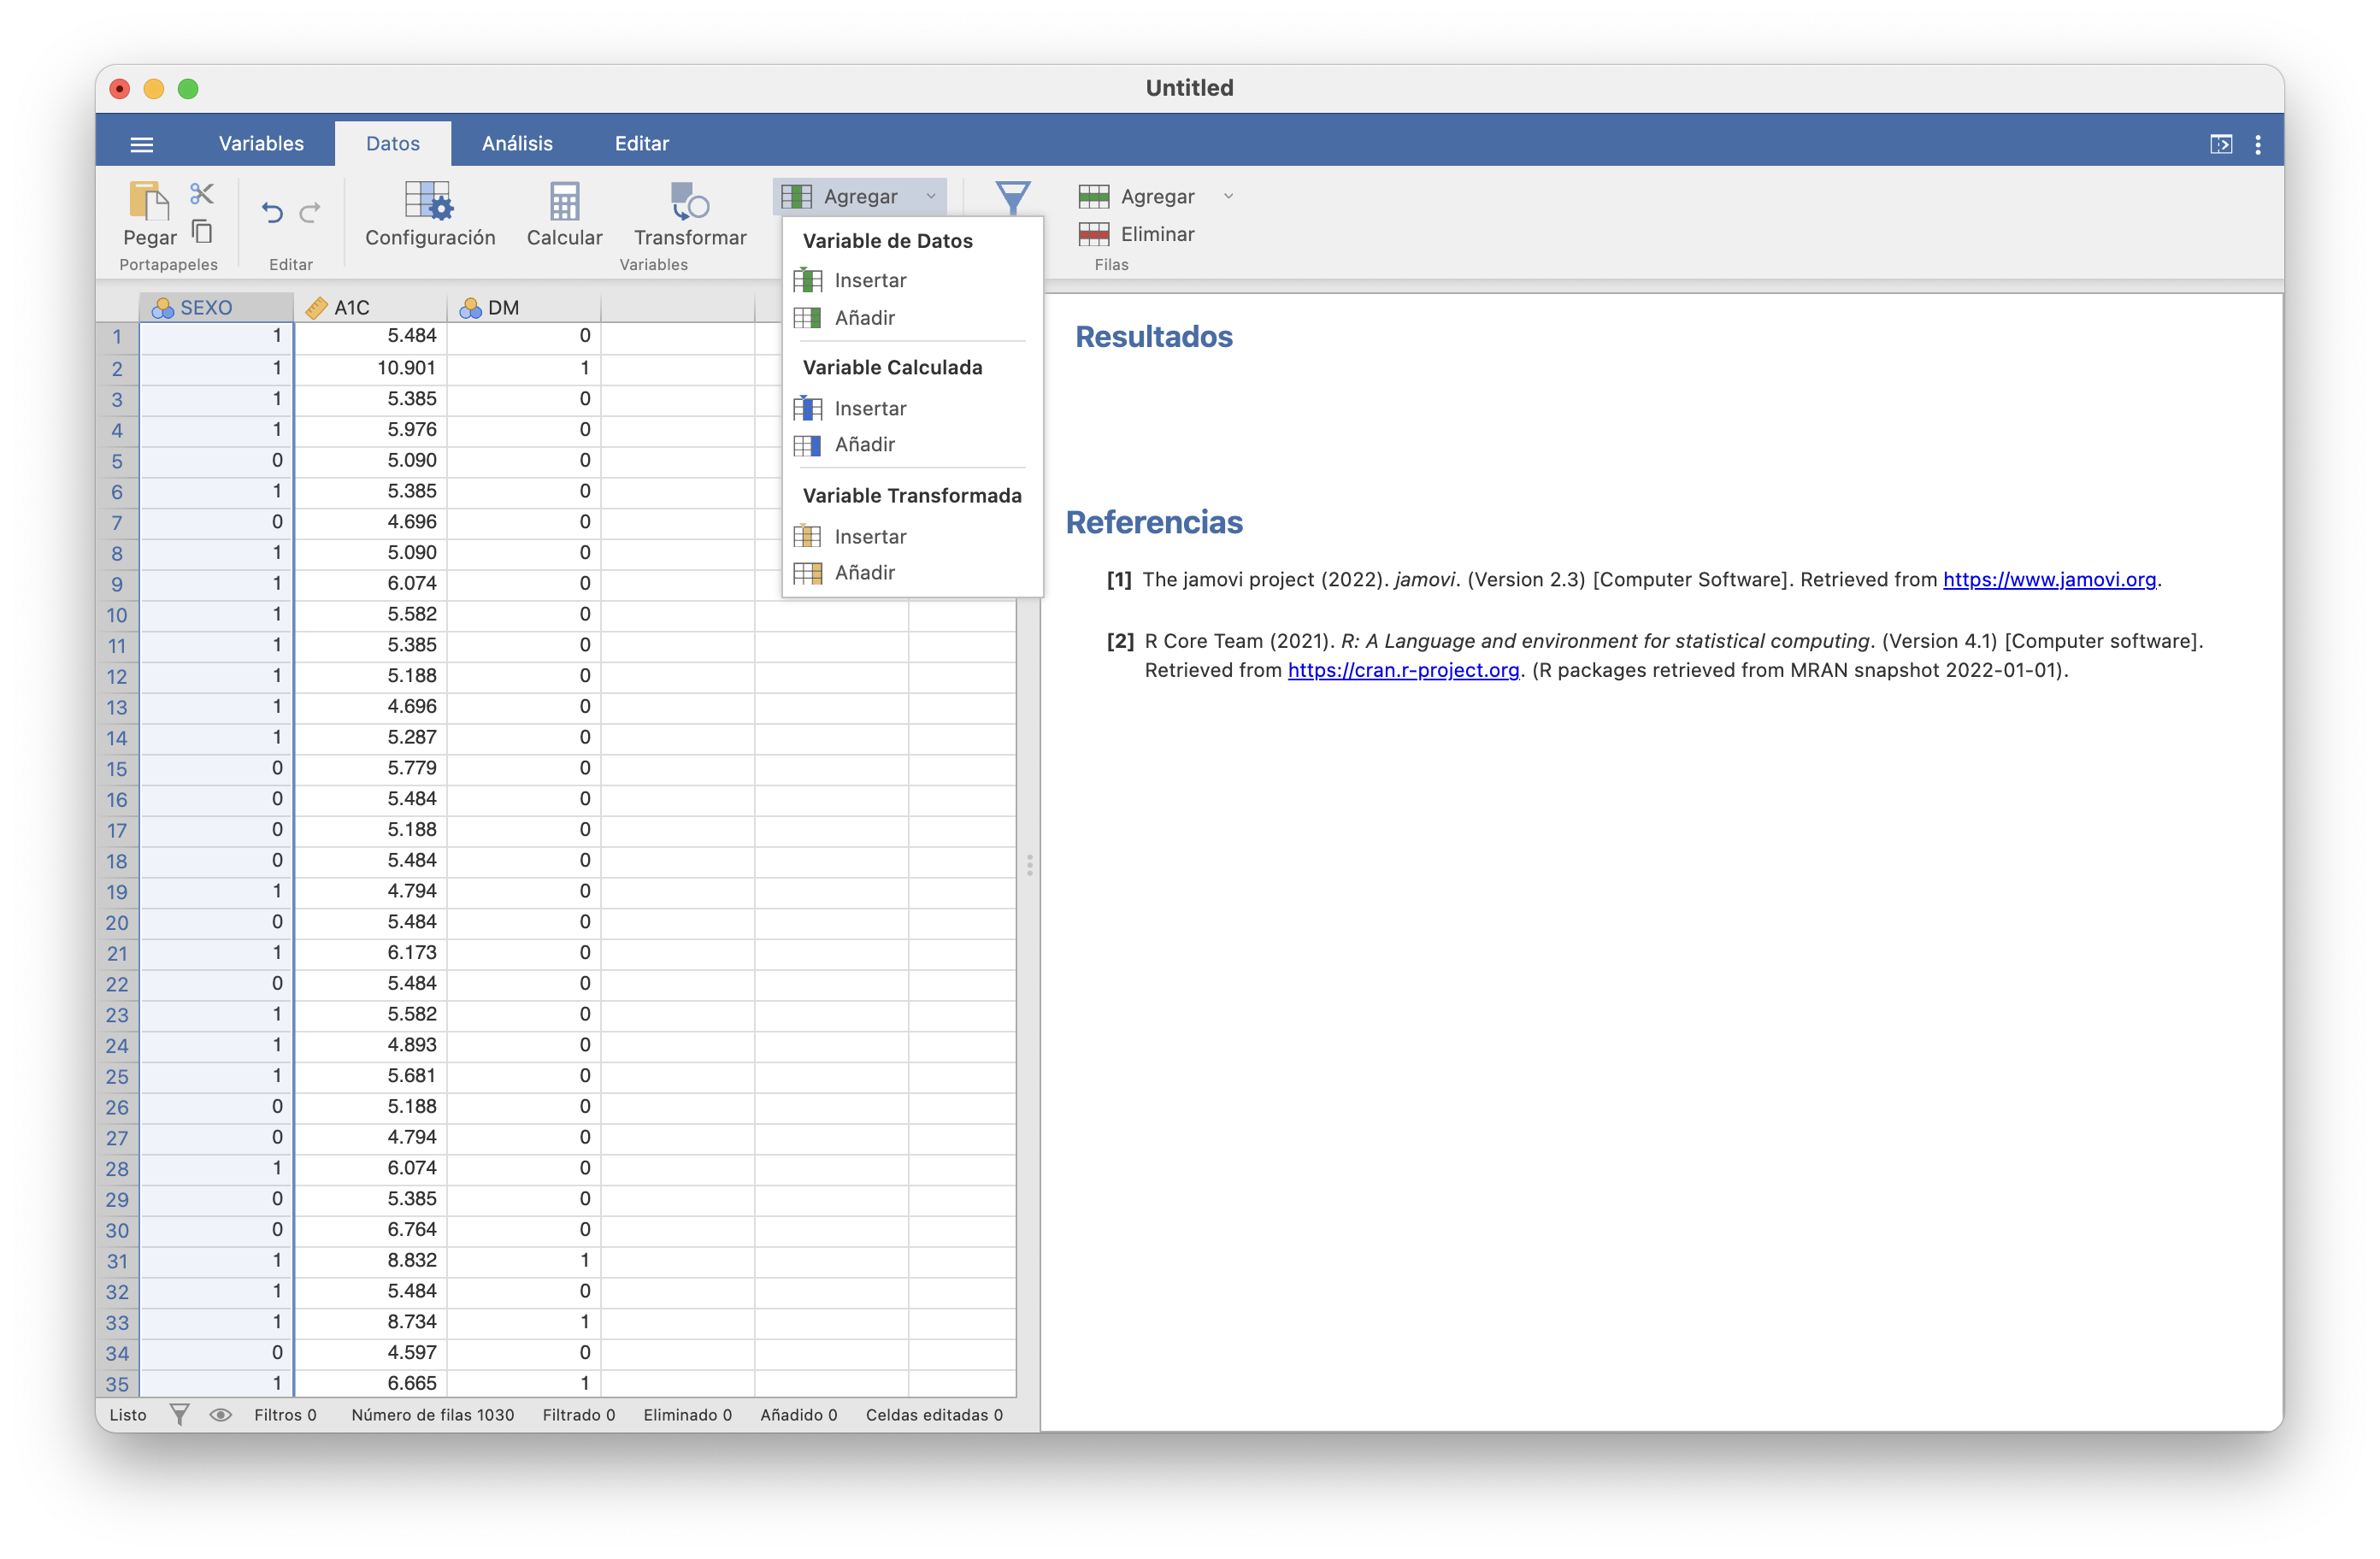 Untitled
Variables Datos Análisis Editar
Pegar
Portapapeles
Editar
Configuración Calcular Transformar
Variables
Agregar
Agregar
Eliminar
Filas
Variable de Datos
Insertar
Añadir
Variable Calculada
Insertar
Añadir
Variable Transformada
Insertar
Añadir
SEXO A1C DM
1 1 5.484 0
2 1 10.901 1
3 1 5.385 0
4 1 5.976 0
5 0 5.090 0
6 1 5.385 0
7 0 4.696 0
8 1 5.090 0
9 1 6.074 0
10 1 5.582 0
11 1 5.385 0
12 1 5.188 0
13 1 4.696 0
14 1 5.287 0
15 0 5.779 0
16 0 5.484 0
17 0 5.188 0
18 0 5.484 0
19 1 4.794 0
20 0 5.484 0
21 1 6.173 0
22 0 5.484 0
23 1 5.582 0
24 1 4.893 0
25 1 5.681 0
26 0 5.188 0
27 0 4.794 0
28 1 6.074 0
29 0 5.385 0
30 0 6.764 0
31 1 8.832 1
32 1 5.484 0
33 1 8.734 1
34 0 4.597 0
35 1 6.665 1
Listo Filtros 0 Número de filas 1030 Filtrado 0 Eliminado 0 Añadido 0 Celdas editadas 0
Resultados
Referencias
[1] The jamovi project (2022). jamovi. (Version 2.3) [Computer Software]. Retrieved from https://www.jamovi.org.
[2] R Core Team (2021). R: A Language and environment for statistical computing. (Version 4.1) [Computer software].
Retrieved from https://cran.r-project.org. (R packages retrieved from MRAN snapshot 2022-01-01).